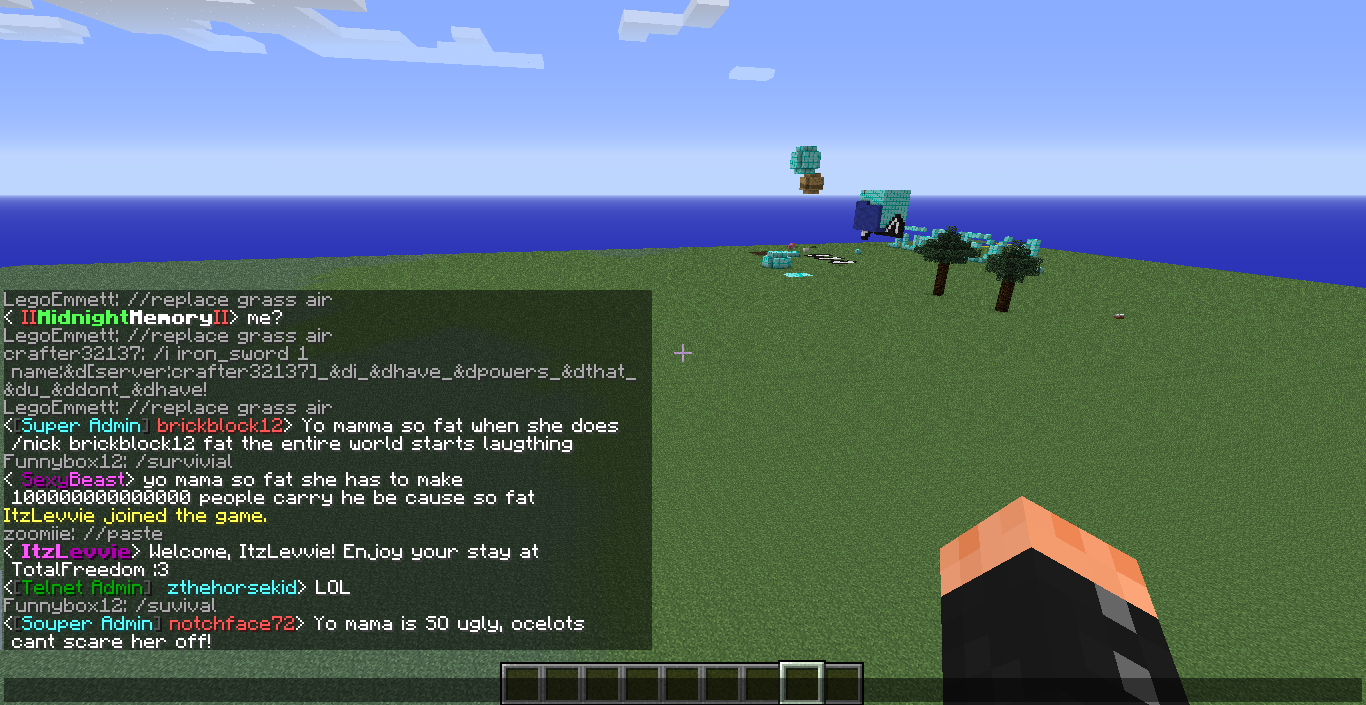 LegoEmmett: //replace grass air
< IIMidnightMemoryII> me?
LegoEmmett: //replace grass air
crafter32137: /i iron_sword 1
name:&d[server:crafter32137]_&di_&dhave_&dpowers_&dthat_
&du_&ddont_&dhave!
LegoEmmett: //replace grass air
<[Super Admin] brickblock12> Yo mamma so fat when she does
/nick brickblock12 fat the entire world starts laugthing
Funnybox12: /survivial
< SexyBeast> yo mama so fat she has to make
1000000000000000 people carry he be cause so fat
ItzLevvie joined the game.
zoomiie: //paste
< ItzLevvie> Welcome, ItzLevvie! Enjoy your stay at
TotalFreedom :3
<[Telnet Admin] zthehorsekid> LOL
Funnybox12: /suvival
<[Souper Admin] notchface72> Yo mama is SO ugly, ocelots
cant scare her off!